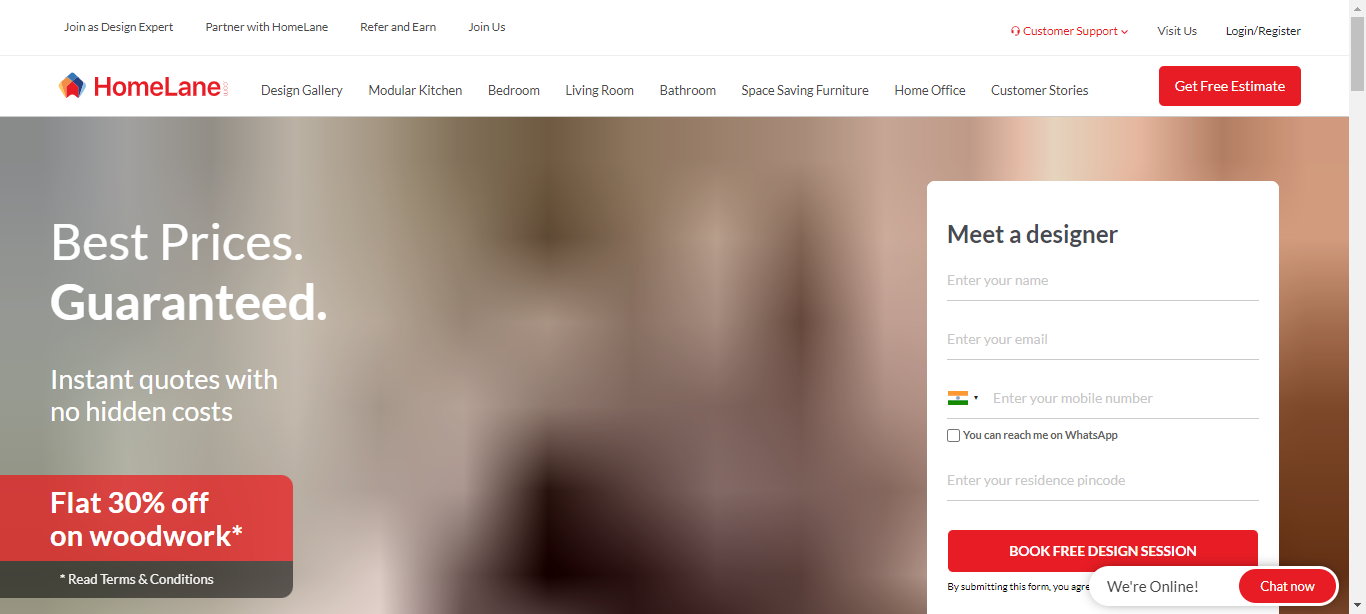 Join as Design Expert
Partner with HomeLane
Refer and Earn
Join Us
Customer Support
Visit Us
Login/Register
HomeLane
Design Gallery
Modular Kitchen
Bedroom
Living Room
Bathroom
Space Saving Furniture
Home Office
Customer Stories
Get Free Estimate
Best Prices.
Guaranteed.
Instant quotes with
no hidden costs
Flat 30% off
on woodwork*
* Read Terms & Conditions
Meet a designer
Enter your name
Enter your email
Enter your mobile number
You can reach me on WhatsApp
Enter your residence pincode
BOOK FREE DESIGN SESSION
By submitting this form, you agre
We're Online!
Chat now